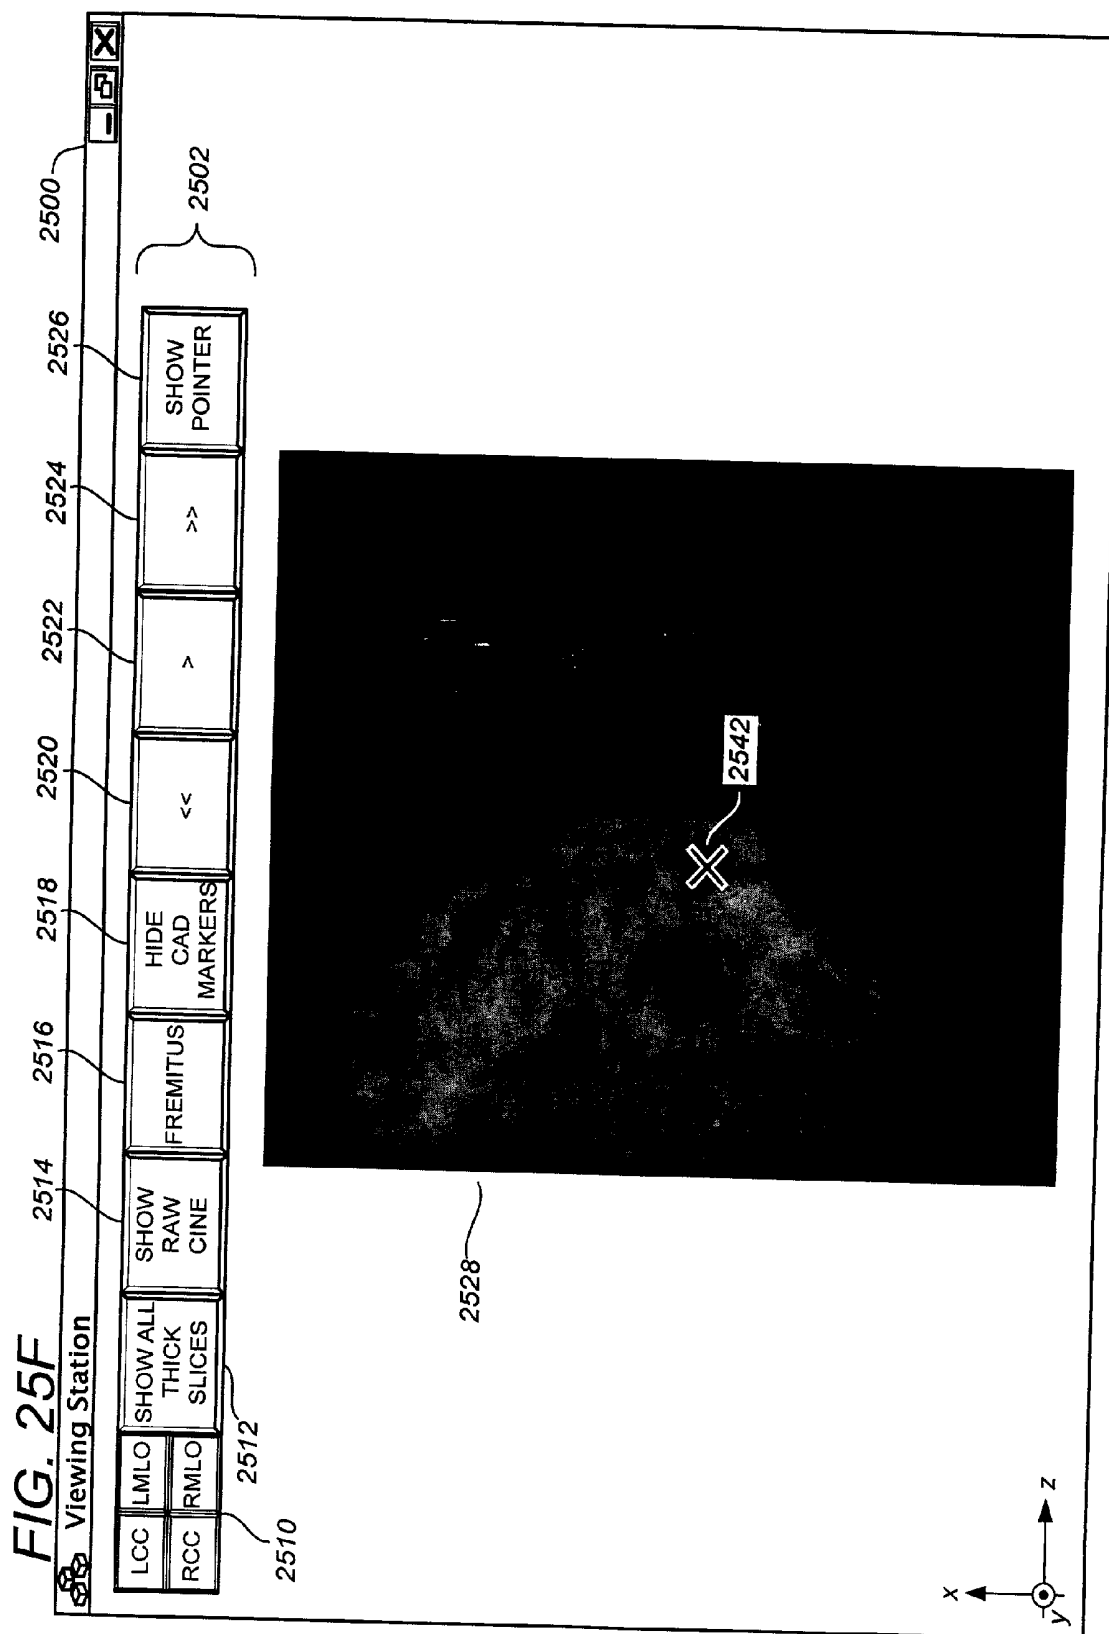 FIG. 25F
Viewing Station
2500
2510
2512
2514
2516
2518
2520
2522
2524
2526
2502
LCC
LMLO
RCC
RMLO
SHOW ALL
THICK
SLICES
SHOW
RAW
CINE
FREMITUS
HIDE
CAD
MARKERS
<<
>
>>
SHOW
POINTER
2528
2542
x
y
z